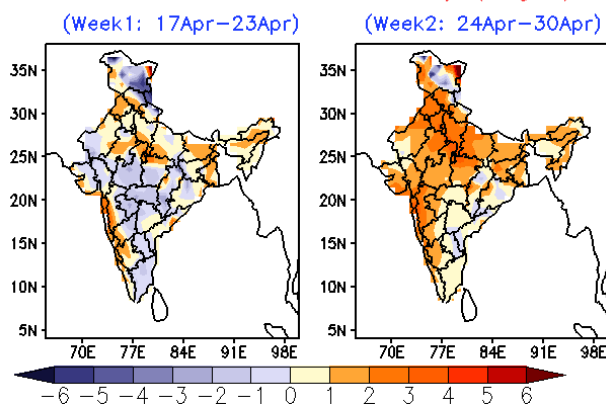 (Week1: 17Apr-23Apr)
(Week2: 24Apr-30Apr)
35N
30N
25N
20N
15N
10N
5N
70E 77E 84E 91E 98E
35N
30N
25N
20N
15N
10N
5N
70E 77E 84E 91E 98E
-6 -5 -4 -3 -2 -1 0 1 2 3 4 5 6